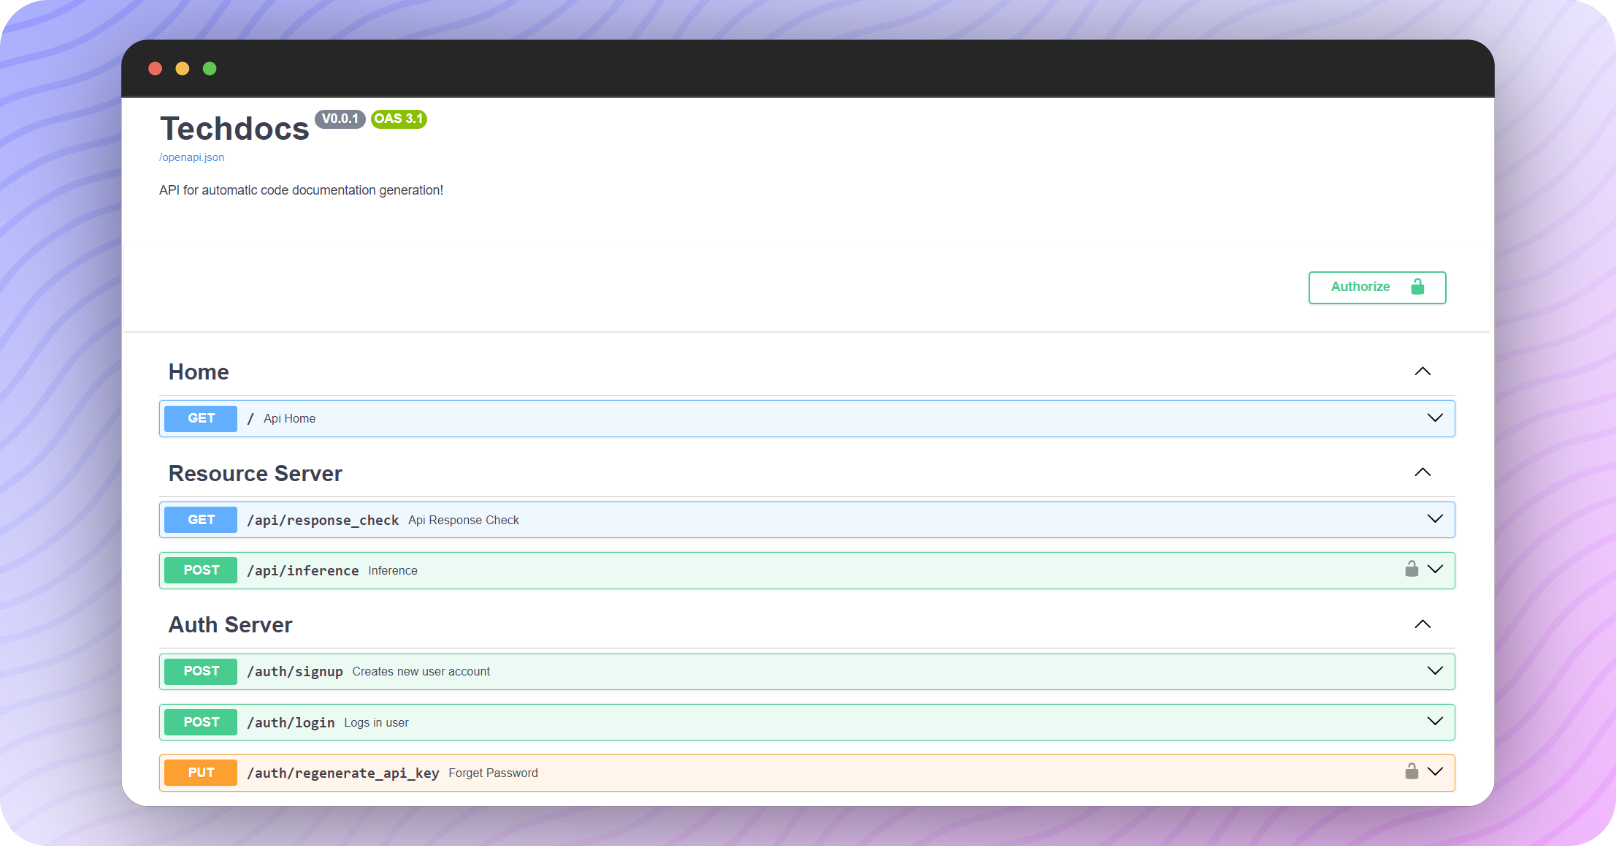 Techdocs V0.0.1 OAS 3.1
/openapi.json
API for automatic code documentation generation!
Authorize
Home
GET / Api Home
Resource Server
GET /api/response_check Api Response Check
POST /api/inference Inference
Auth Server
POST /auth/signup Creates new user account
POST /auth/login Logs in user
PUT /auth/regenerate_api_key Forget Password